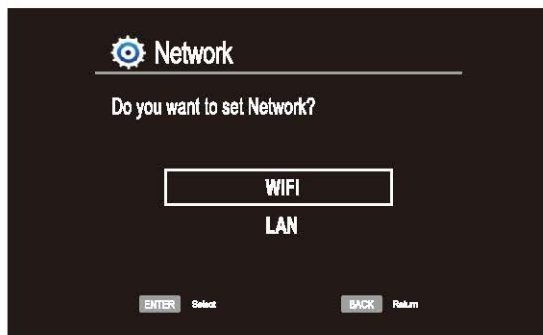 Network
Do you want to set Network?
WIFI
LAN
ENTER Select BACK Return